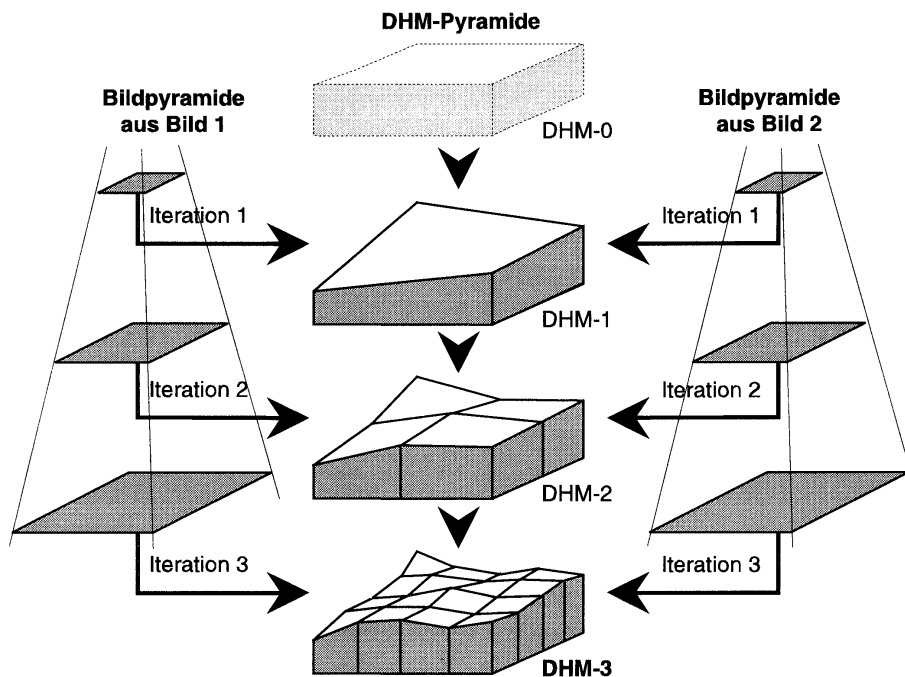 DHM-Pyramide
Bildpyramide
aus Bild 1
Bildpyramide
aus Bild 2
DHM-0
Iteration 1
Iteration 1
DHM-1
Iteration 2
Iteration 2
DHM-2
Iteration 3
Iteration 3
DHM-3